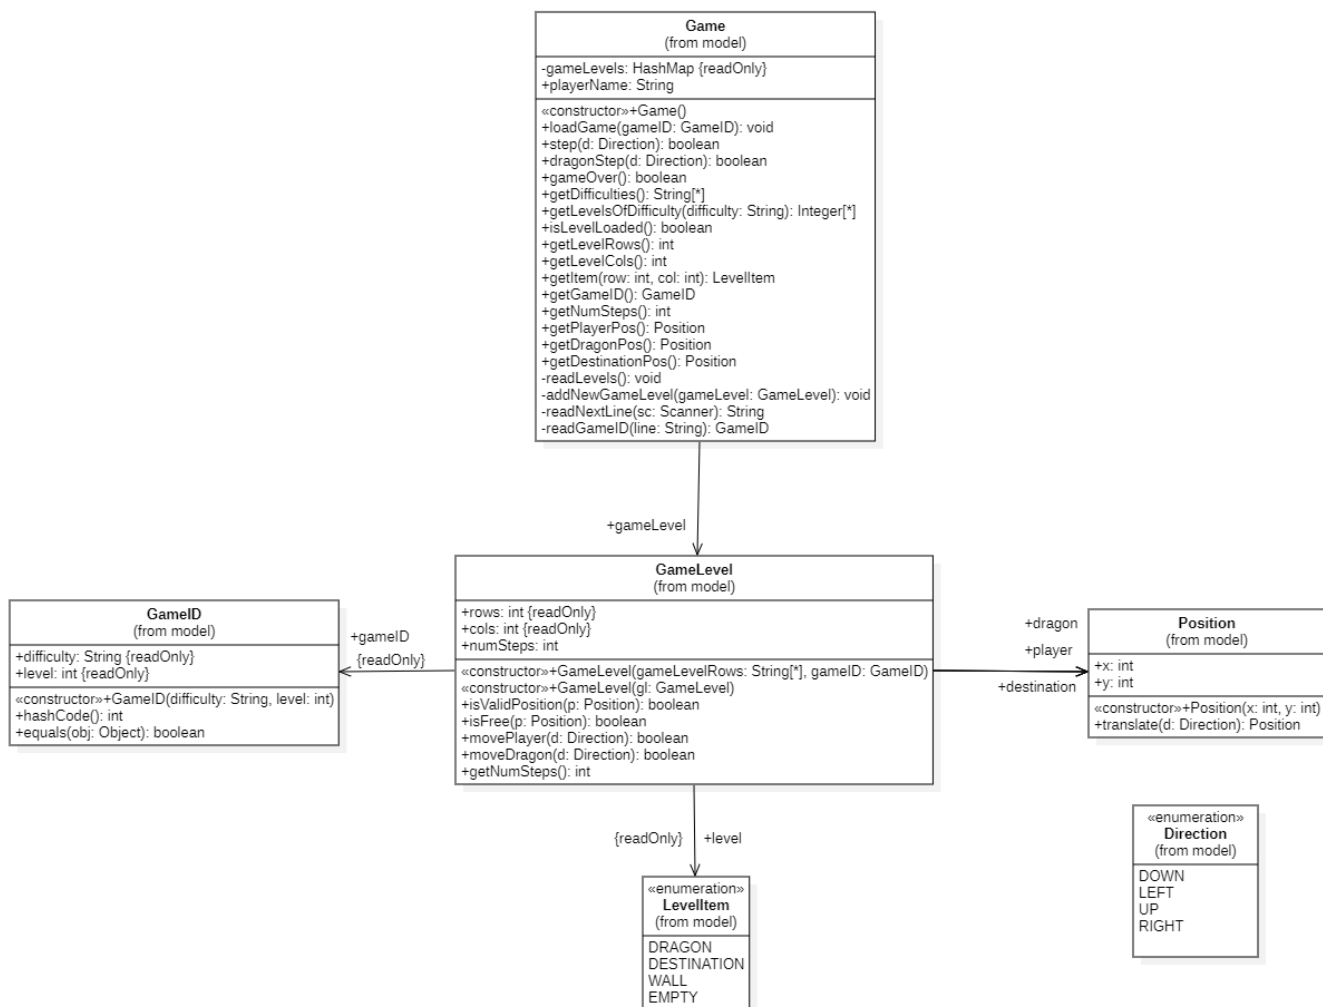 Game
(from model)
-gameLevels: HashMap {readOnly}
+playerName: String
«constructor»+Game()
+loadGame(gameID: GameID): void
+step(d: Direction): boolean
+dragonStep(d: Direction): boolean
+gameOver(): boolean
+getDifficulties(): String[*]
+getLevelsOfDifficulty(difficulty: String): Integer[*]
+isLevelLoaded(): boolean
+getLevelRows(): int
+getLevelCols(): int
+getItem(row: int, col: int): LevelItem
+getGameID(): GameID
+getNumSteps(): int
+getPlayerPos(): Position
+getDragonPos(): Position
+getDestinationPos(): Position
-readLevels(): void
-addNewGameLevel(gameLevel: GameLevel): void
-readNextLine(sc: Scanner): String
-readGameID(line: String): GameID
+gameLevel
GameID
(from model)
+difficulty: String {readOnly}
+level: int {readOnly}
«constructor»+GameID(difficulty: String, level: int)
+hashCode(): int
+equals(obj: Object): boolean
+gameID
{readOnly}
GameLevel
(from model)
+rows: int {readOnly}
+cols: int {readOnly}
+numSteps: int
«constructor»+GameLevel(gameLevelRows: String[*], gameID: GameID)
«constructor»+GameLevel(gl: GameLevel)
+isValidPosition(p: Position): boolean
+isFree(p: Position): boolean
+movePlayer(d: Direction): boolean
+moveDragon(d: Direction): boolean
+getNumSteps(): int
+dragon
+player
+destination
Position
(from model)
+x: int
+y: int
«constructor»+Position(x: int, y: int)
+translate(d: Direction): Position
{readOnly}
+level
«enumeration»
LevelItem
(from model)
DRAGON
DESTINATION
WALL
EMPTY
«enumeration»
Direction
(from model)
DOWN
LEFT
UP
RIGHT